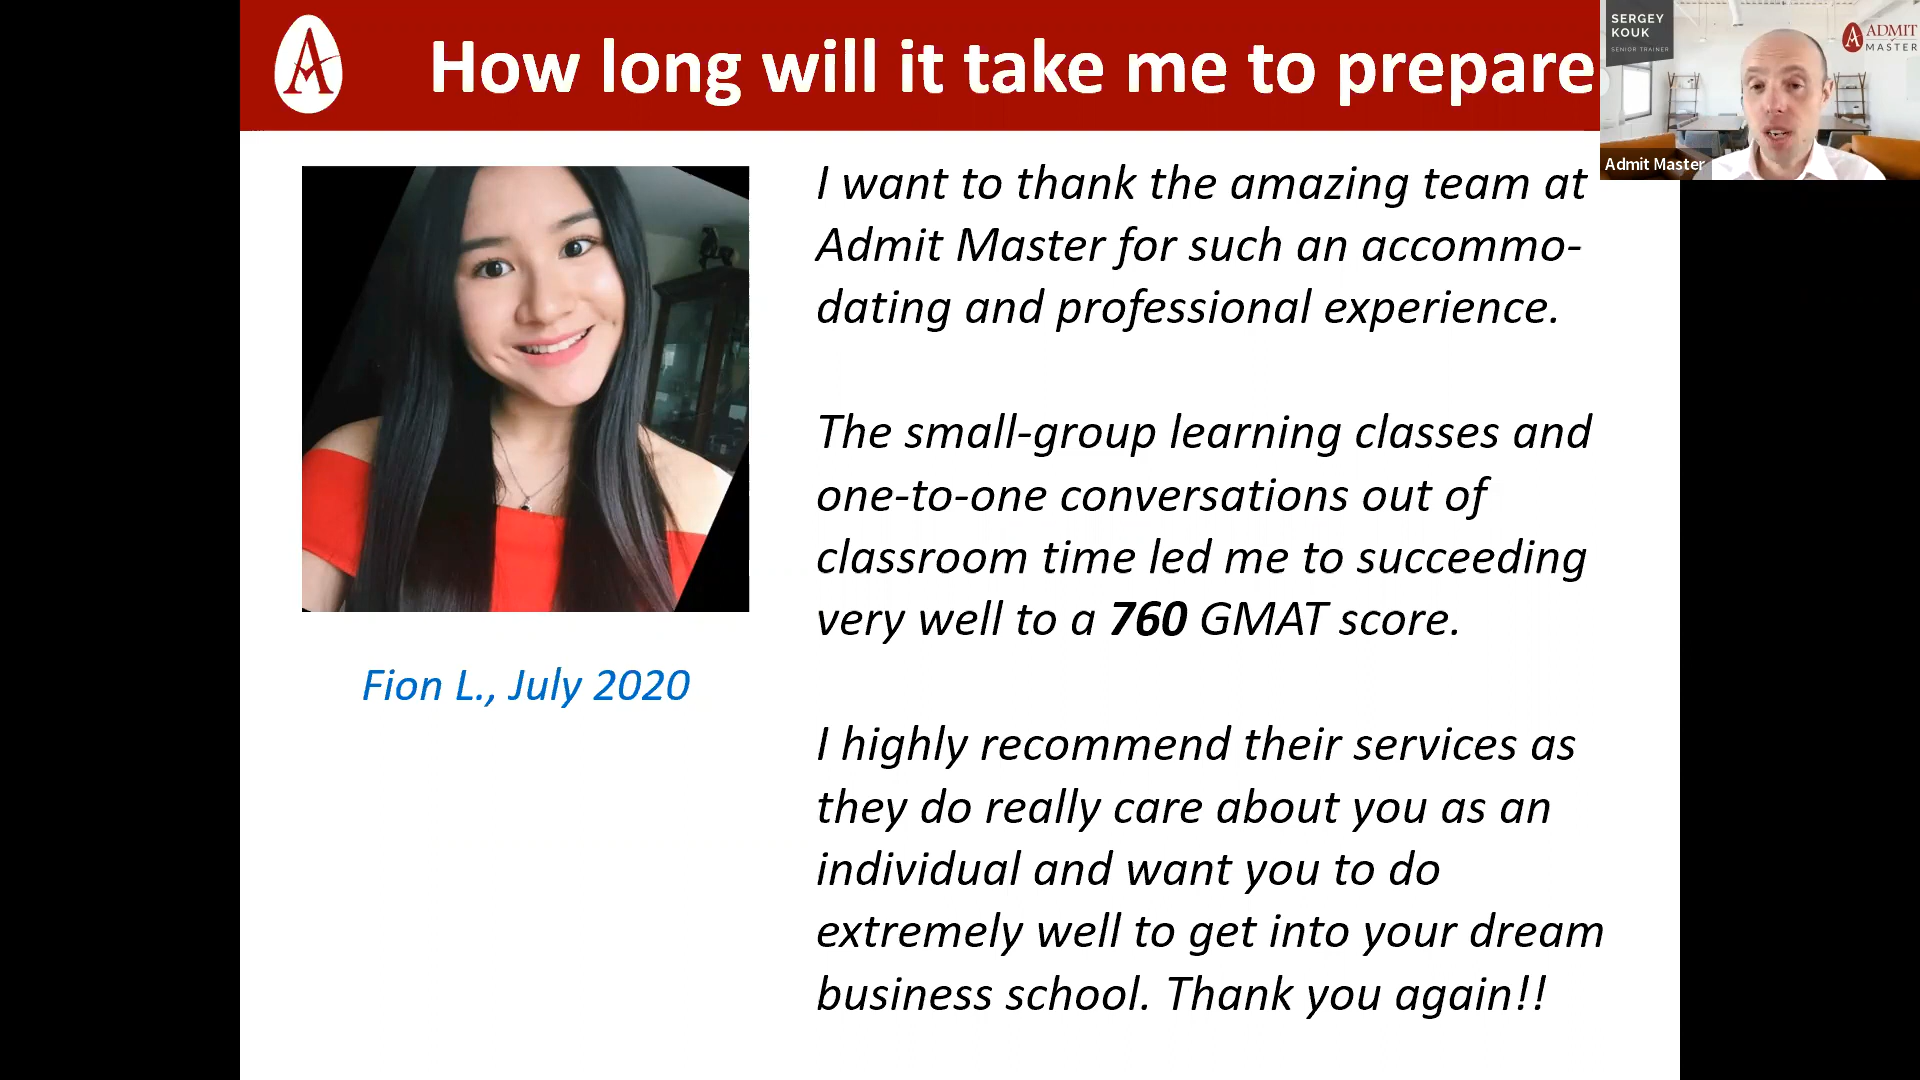 How long will it take me to prepare
SERGEY
KOUK
SENIOR TRAINER
ADMIT
MASTER
Admit Master
I want to thank the amazing team at
Admit Master for such an accommo-
dating and professional experience.
The small-group learning classes and
one-to-one conversations out of
classroom time led me to succeeding
very well to a 760 GMAT score.
I highly recommend their services as
they do really care about you as an
individual and want you to do
extremely well to get into your dream
business school. Thank you again!!
Fion L., July 2020